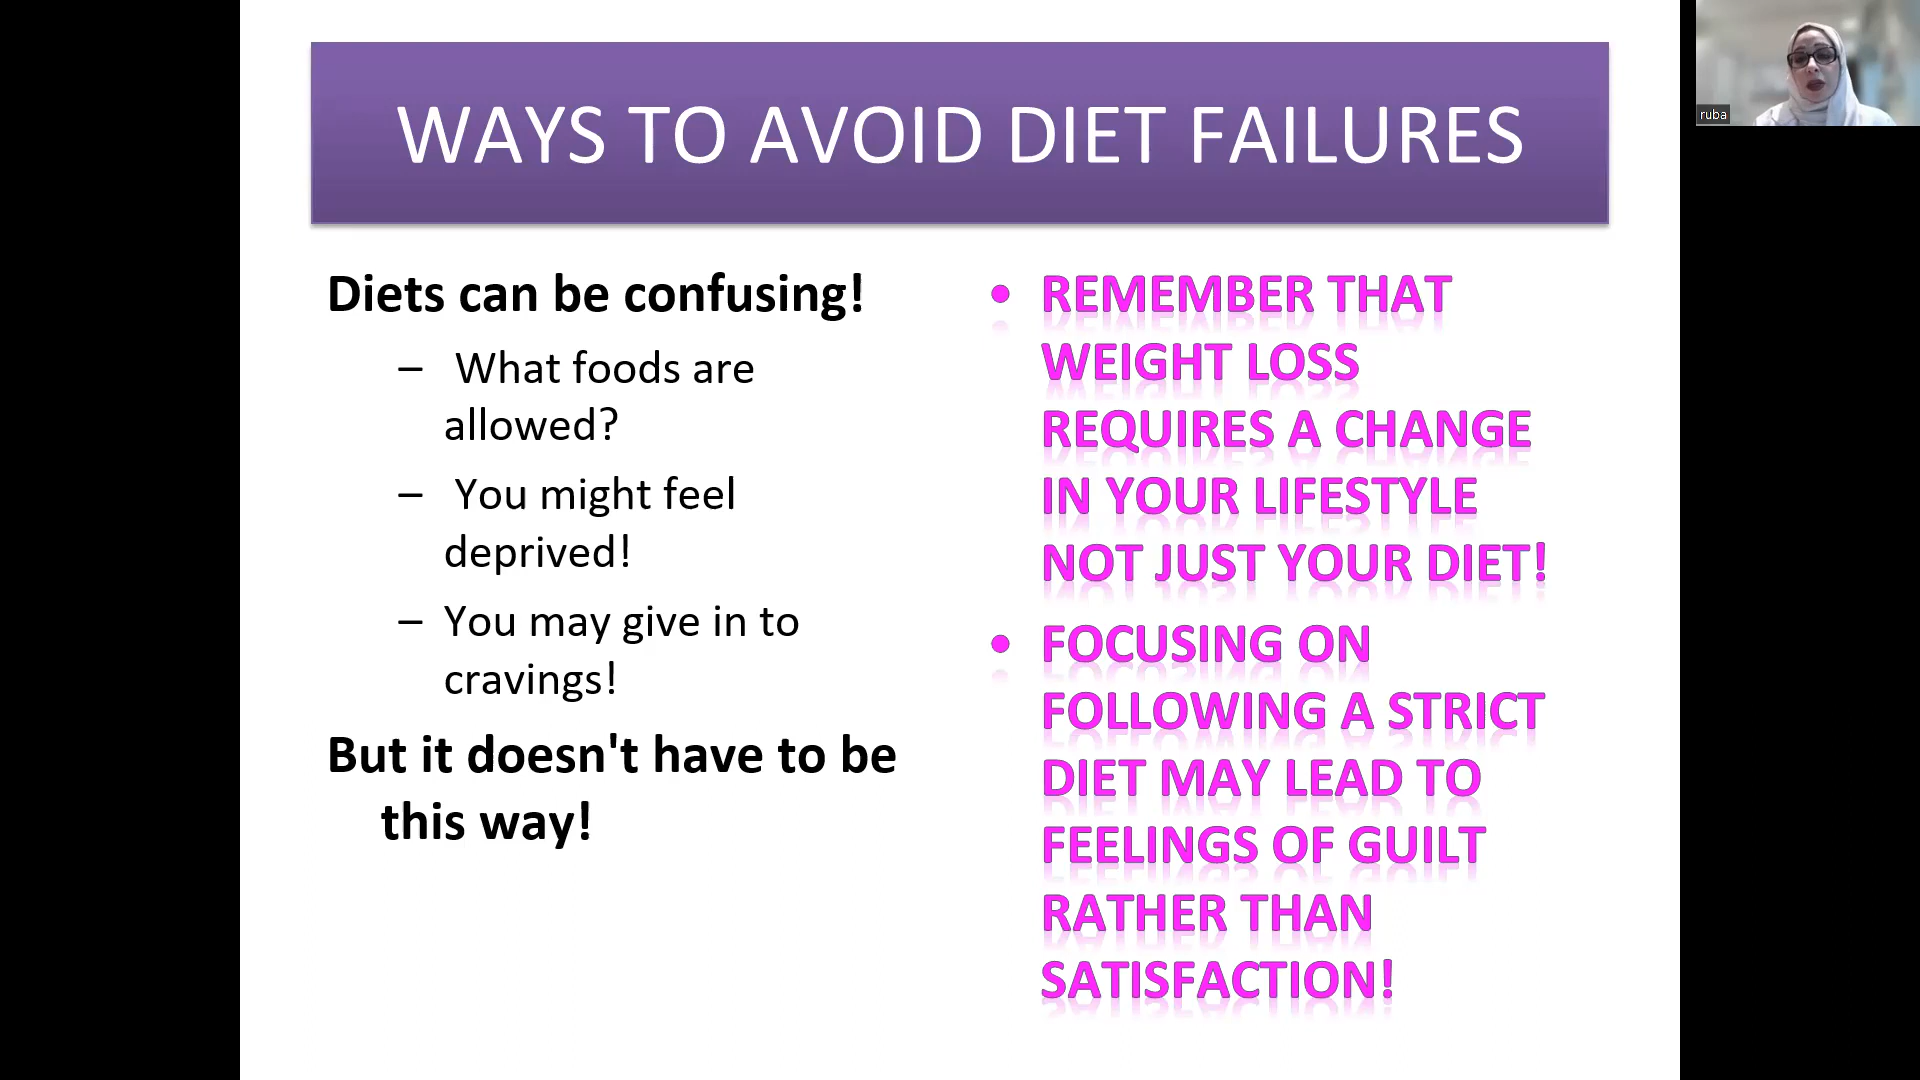 WAYS TO AVOID DIET FAILURES
Diets can be confusing!
– What foods are
allowed?
– You might feel
deprived!
– You may give in to
cravings!
But it doesn't have to be
this way!
• REMEMBER THAT
WEIGHT LOSS
REQUIRES A CHANGE
IN YOUR LIFESTYLE
NOT JUST YOUR DIET!
• FOCUSING ON
FOLLOWING A STRICT
DIET MAY LEAD TO
FEELINGS OF GUILT
RATHER THAN
SATISFACTION!
ruba